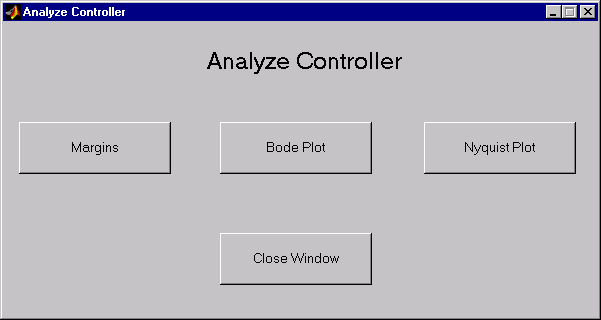 Analyze Controller
Analyze Controller
Margins
Bode Plot
Nyquist Plot
Close Window